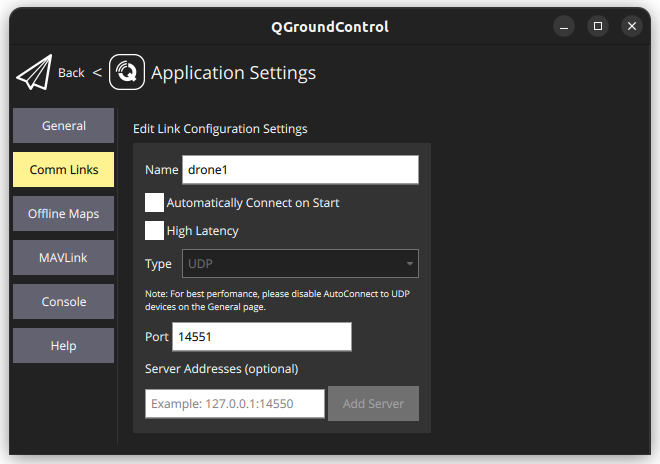 QGroundControl
Back < Application Settings
General
Comm Links
Offline Maps
MAVLink
Console
Help
Edit Link Configuration Settings
Name drone1
Automatically Connect on Start
High Latency
Type UDP
Note: For best perfomance, please disable AutoConnect to UDP
devices on the General page.
Port 14551
Server Addresses (optional)
Example: 127.0.0.1:14550 Add Server